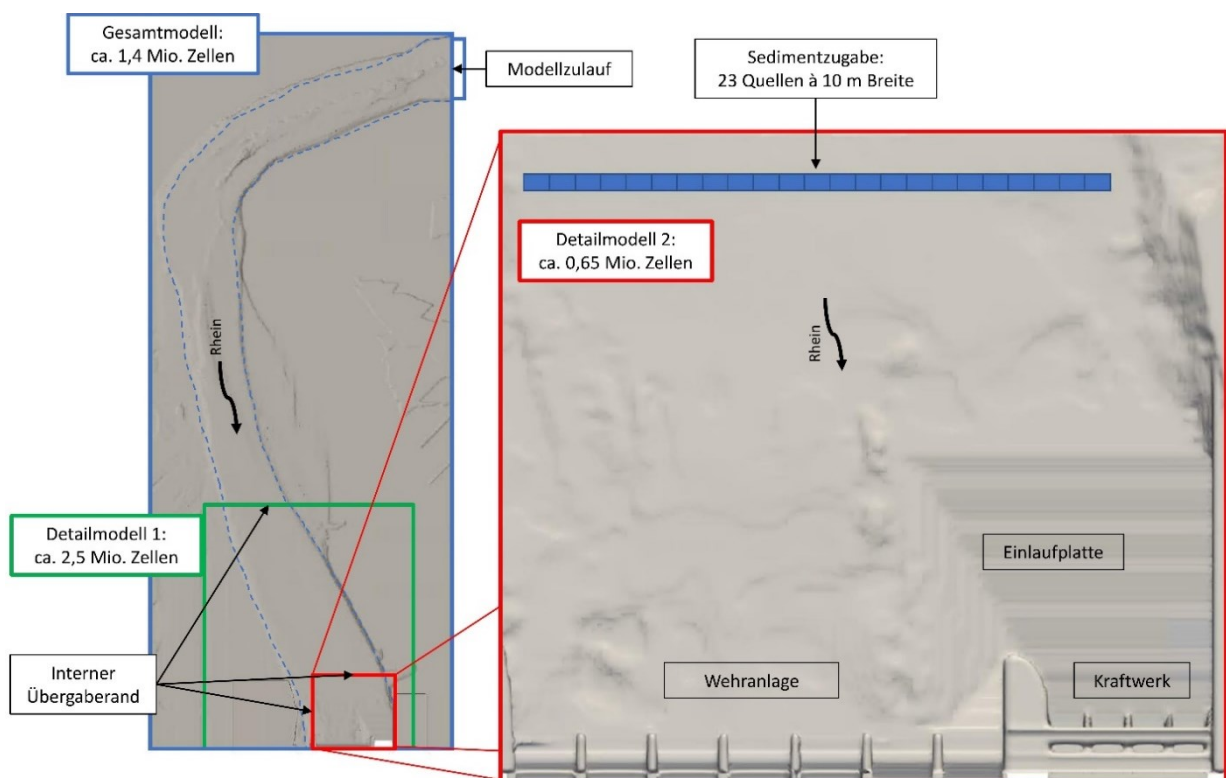 Gesamtmodell:
ca. 1,4 Mio. Zellen
Modellzulauf
Sedimentzugabe:
23 Quellen à 10 m Breite
Detailmodell 2:
ca. 0,65 Mio. Zellen
Rhein
Rhein
Detailmodell 1:
ca. 2,5 Mio. Zellen
Einlaufplatte
Interner
Übergaberand
Wehranlage
Kraftwerk